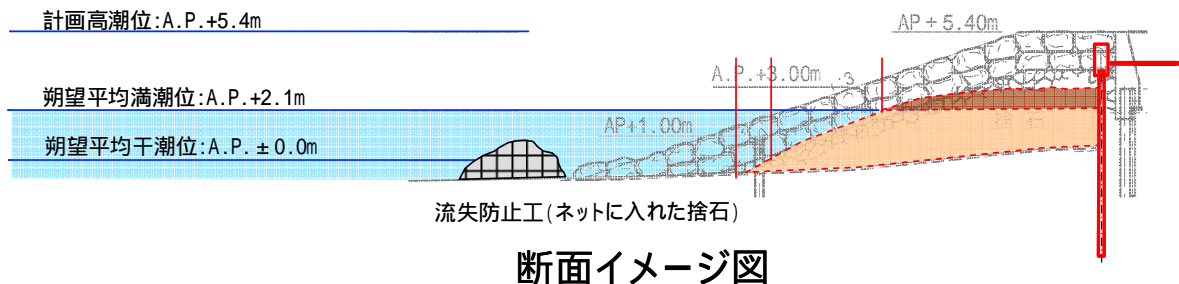 計画高潮位:A.P.+5.4m
AP+5.40m
A.P.+3.00m
朔望平均満潮位:A.P.+2.1m
AP+1.00m
朔望平均干潮位:A.P.±0.0m
流失防止工(ネットに入れた捨石)
断面イメージ図